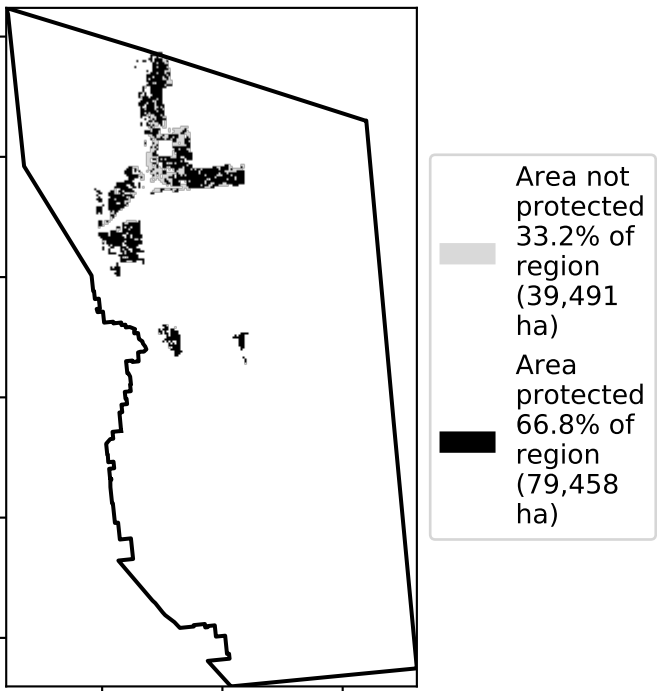 Area not
protected
33.2% of
region
(39,491
ha)
Area
protected
66.8% of
region
(79,458
ha)